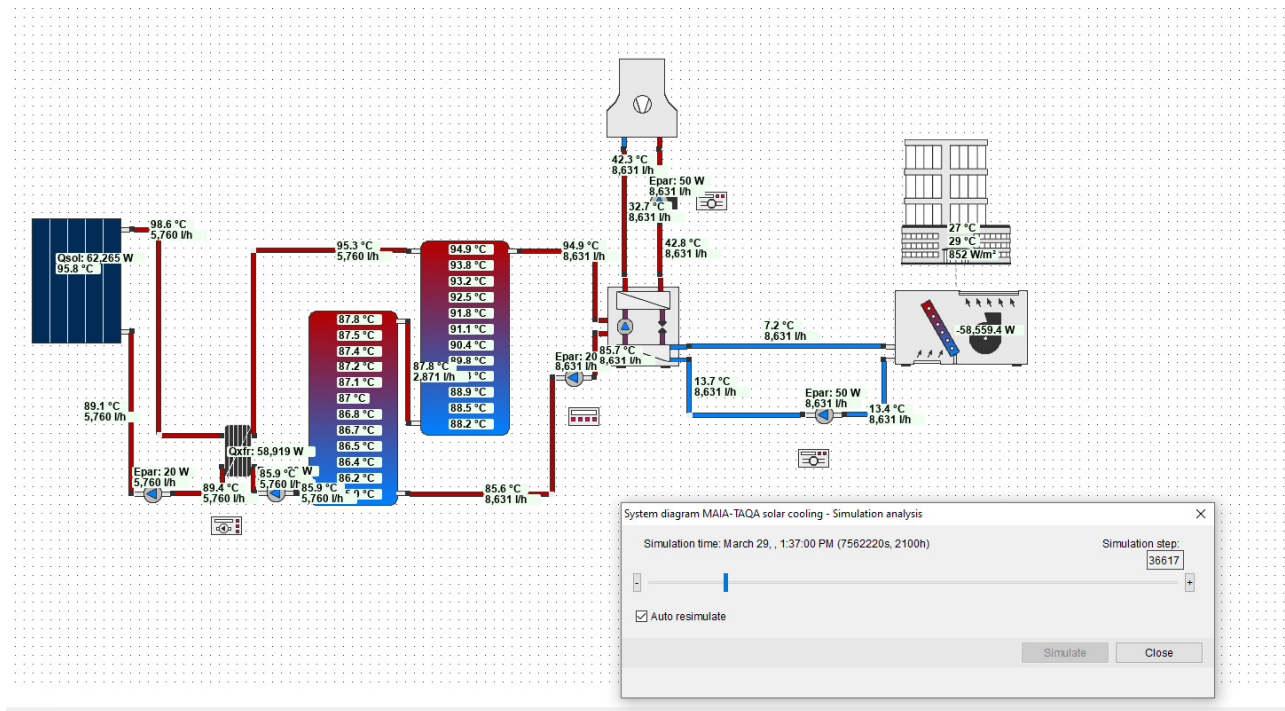 42.3 °C
8,631 l/h
Epar: 50 W
8,631 l/h
32.7 °C
8,631 l/h
42.8 °C
8,631 l/h
98.6 °C
5,760 l/h
Qsol: 62,265 W
95.8 °C
95.3 °C
5,760 l/h
94.9 °C
93.8 °C
93.2 °C
92.5 °C
91.8 °C
91.1 °C
90.4 °C
89.8 °C
88.9 °C
88.5 °C
88.2 °C
94.9 °C
8,631 l/h
27 °C
29 °C
852 W/m²
87.8 °C
87.5 °C
87.4 °C
87.2 °C
87.1 °C
87 °C
86.8 °C
86.7 °C
86.5 °C
86.4 °C
86.2 °C
87.8 °C
2,871 l/h
Epar: 20
8,631 l/h
85.7 °C
8,631 l/h
7.2 °C
8,631 l/h
-58,559.4 W
13.7 °C
8,631 l/h
Epar: 50 W
8,631 l/h
13.4 °C
8,631 l/h
89.1 °C
5,760 l/h
Qxfr: 58,919 W
Epar: 20 W
5,760 l/h
89.4 °C
5,760 l/h
85.9 °C
5,760 l/h
W
85.9 °C
5,760 l/h
85.6 °C
8,631 l/h
System diagram MAIA-TAQA solar cooling - Simulation analysis
Simulation time: March 29, , 1:37:00 PM (7562220s, 2100h)
Simulation step:
36617
-
+
Auto resimulate
Simulate
Close